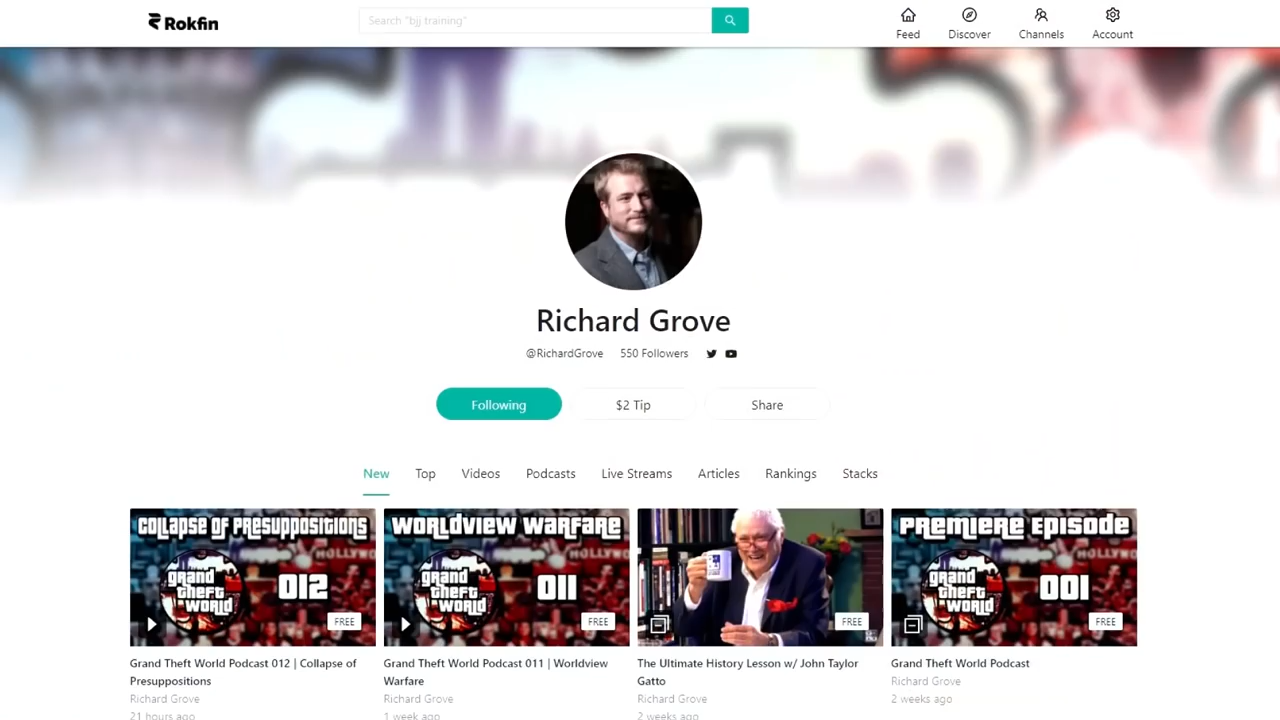 Rokfin
Search "bjj training"
Feed
Discover
Channels
Account
Richard Grove
@RichardGrove
550 Followers
Following
$2 Tip
Share
New
Top
Videos
Podcasts
Live Streams
Articles
Rankings
Stacks
COLLAPSE OF PRESUPPOSITIONS
grand
theft
world
012
HOLLYWO
FREE
Grand Theft World Podcast 012 | Collapse of
Presuppositions
Richard Grove
21 hours ago
WORLDVIEW WARFARE
grand
theft
world
011
HOLLYWO
FREE
Grand Theft World Podcast 011 | Worldview
Warfare
Richard Grove
1 week ago
FREE
The Ultimate History Lesson w/ John Taylor
Gatto
Richard Grove
2 weeks ago
PREMIERE EPISODE
grand
theft
world
001
HOLLYWO
FREE
Grand Theft World Podcast
Richard Grove
2 weeks ago